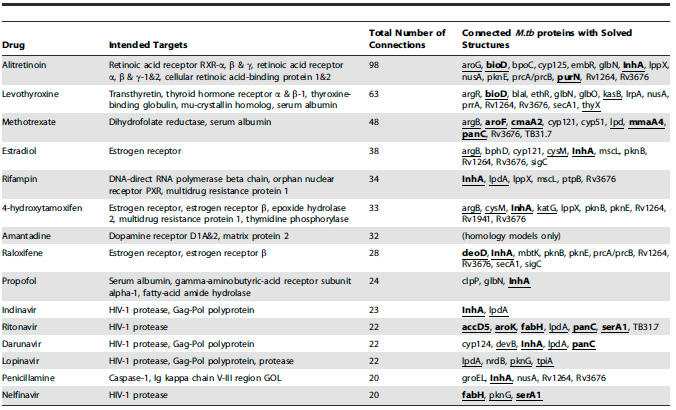 Drug Intended Targets Total Number of Connections Connected M.tb proteins with Solved Structures
Alitretinoin Retinoic acid receptor RXR-α, β & γ, retinoic acid receptor 98 aroG, bioD, bpoC, cyp125, embR, glbN, InhA, lppX,
α, β & γ-1&2, cellular retinoic acid-binding protein 1&2 nusA, pknE, prcA/prcB, purN, Rv1264, Rv3676
Levothyroxine Transthyretin, thyroid hormone receptor α & β-1, thyroxine- 63 argR, bioD, blaI, ethR, glbN, glbO, kasB, lrpA, nusA,
binding globulin, mu-crystallin homolog, serum albumin prrA, Rv1264, Rv3676, secA1, thyX
Methotrexate Dihydrofolate reductase, serum albumin 48 argB, aroF, cmaA2, cyp121, cyp51, lpd, mmaA4,
panC, Rv3676, TB31.7
Estradiol Estrogen receptor 38 argB, bphD, cyp121, cysM, InhA, mscL, pknB,
Rv1264, Rv3676, sigC
Rifampin DNA-directed RNA polymerase beta chain, orphan nuclear 34 InhA, lpdA, lppX, mscL, ptpB, Rv3676
receptor PXR, multidrug resistance protein 1
4-hydroxytamoxifen Estrogen receptor, estrogen receptor β, epoxide hydrolase 33 argB, cysM, InhA, katG, lppX, pknB, pknE, Rv1264,
2, multidrug resistance protein 1, thymidine phosphorylase Rv1941, Rv3676
Amantadine Dopamine receptor D1A&2, matrix protein 2 32 (homology models only)
Raloxifene Estrogen receptor, estrogen receptor β 28 deoD, InhA, mbtK, pknB, pknE, prcA/prcB, Rv1264,
Rv3676, secA1, sigC
Propofol Serum albumin, gamma-aminobutyric-acid receptor subunit 24 clpP, glbN, InhA
alpha-1, fatty-acid amide hydrolase
Indinavir HIV-1 protease, Gag-Pol polyprotein 23 InhA, lpdA
Ritonavir HIV-1 protease 22 accD5, aroK, fabH, lpdA, panC, serA1, TB31.7
Darunavir HIV-1 protease, Gag-Pol polyprotein 22 cyp124, devB, InhA, lpdA, panC
Lopinavir HIV-1 protease, Gag-Pol polyprotein, protease 22 lpdA, nrdB, pknG, tpiA
Penicillamine Caspase-1, Ig kappa chain V-III region GOL 20 groEL, InhA, nusA, Rv1264, Rv3676
Nelfinavir HIV-1 protease 20 fabH, pknG, serA1